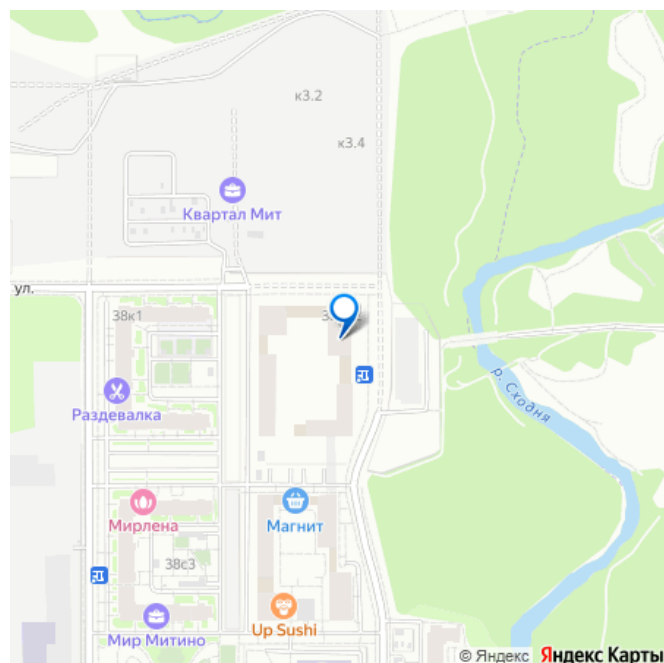 к3.2
к3.4
Квартал Мит
ул.
38к1
Раздевалка
р. Сходня
Мирлена
Магнит
38с3
Up Sushi
Мир Митино
© Яндекс Яндекс Карты